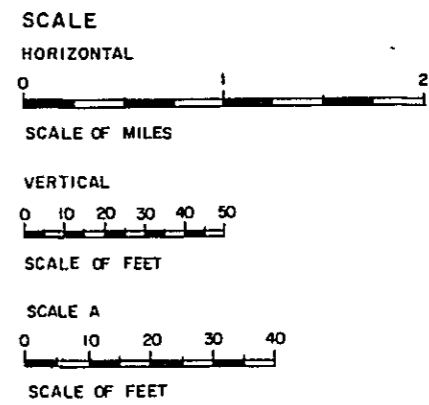 SCALE
HORIZONTAL
0 1 2
SCALE OF MILES
VERTICAL
0 10 20 30 40 50
SCALE OF FEET
SCALE A
0 10 20 30 40
SCALE OF FEET